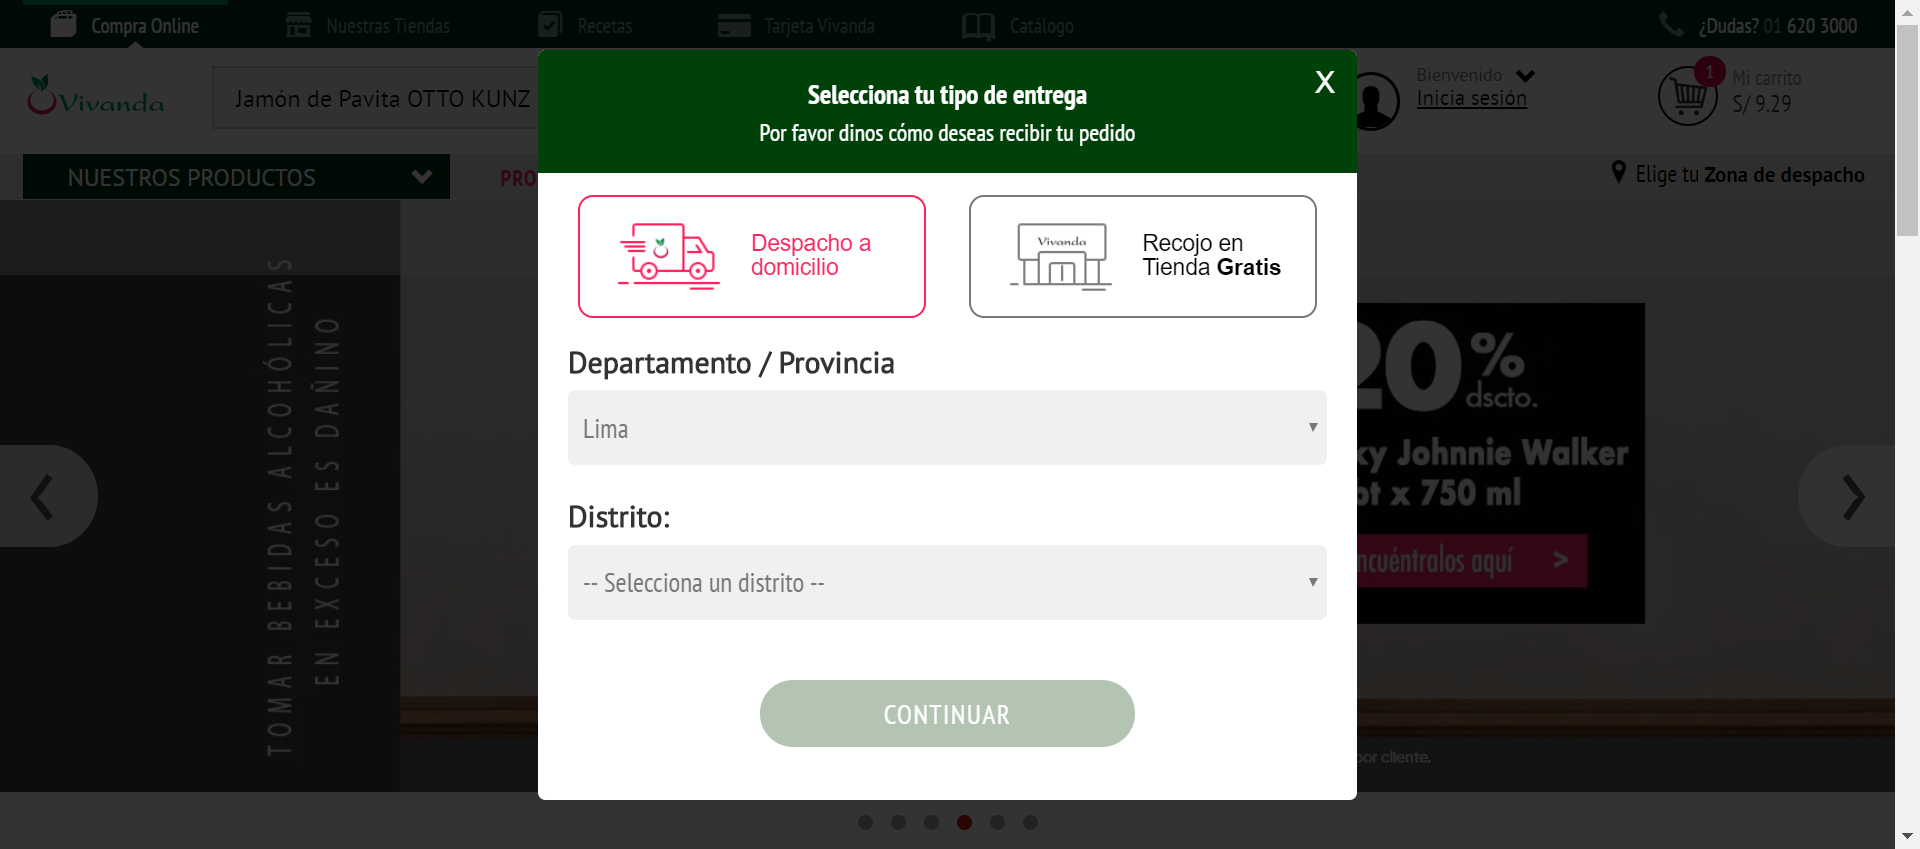 Compra Online
Nuestras Tiendas
Recetas
Tarjeta Vivanda
Catálogo
¿Dudas? 01 620 3000
Vivanda
Jamón de Pavita OTTO KUNZ
Bienvenido
Inicia sesión
1
Mi carrito
S/ 9.29
NUESTROS PRODUCTOS
PRO
Elige tu Zona de despacho
Selecciona tu tipo de entrega
Por favor dinos cómo deseas recibir tu pedido
X
Despacho a
domicilio
Vivanda
Recojo en
Tienda Gratis
Departamento / Provincia
Lima
Distrito:
-- Selecciona un distrito --
CONTINUAR
TOMAR BEBIDAS ALCOHÓLICAS
EN EXCESO ES DAÑINO
20%
dscto.
ky Johnnie Walker
ot x 750 ml
ncuéntralos aquí >
por cliente.